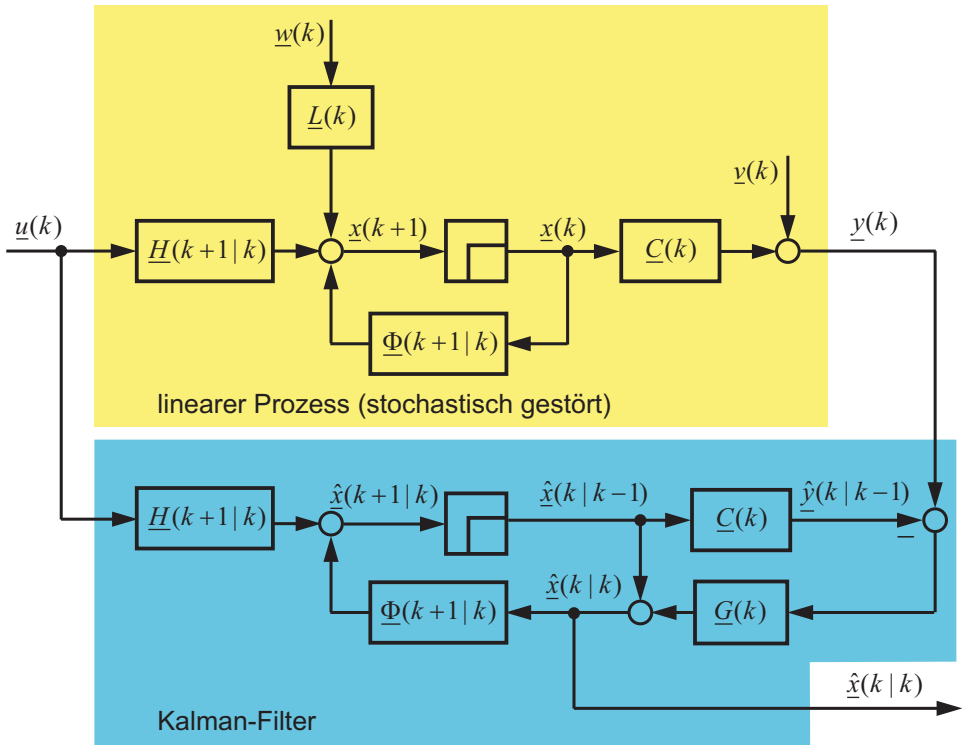 w(k)
L(k)
v(k)
u(k)
H(k+1|k)
x(k+1)
x(k)
C(k)
y(k)
Φ(k+1|k)
linearer Prozess (stochastisch gestört)
H(k+1|k)
x̂(k+1|k)
x̂(k|k−1)
C(k)
ŷ(k|k−1)
−
Φ(k+1|k)
x̂(k|k)
G(k)
x̂(k|k)
Kalman-Filter